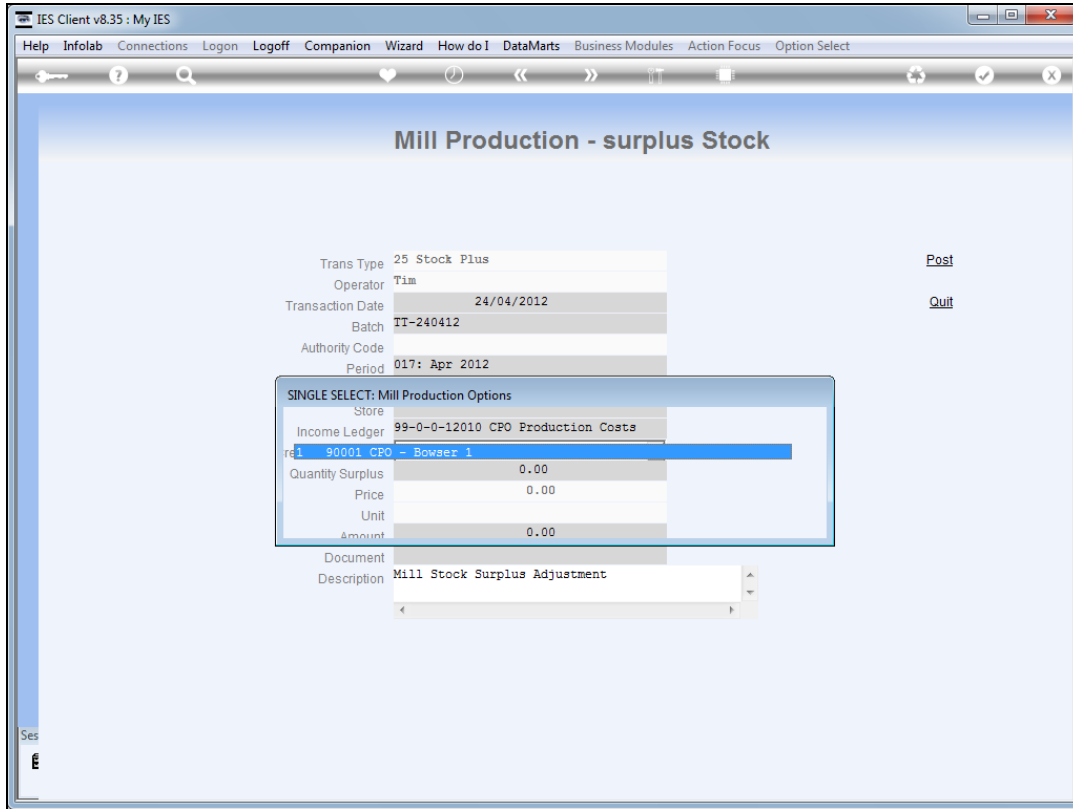 IES Client v8.35 : My IES
Help Infolab Connections Logon Logoff Companion Wizard How do I DataMarts Business Modules Action Focus Option Select
Mill Production - surplus Stock
Trans Type 25 Stock Plus
Post
Operator Tim
Transaction Date 24/04/2012
Quit
Batch TT-240412
Authority Code
Period 017: Apr 2012
SINGLE SELECT: Mill Production Options
Store
Income Ledger 99-0-0-12010 CPO Production Costs
re1 90001 CPO - Bowser 1
Quantity Surplus 0.00
Price 0.00
Unit
Amount 0.00
Document
Description Mill Stock Surplus Adjustment
Ses